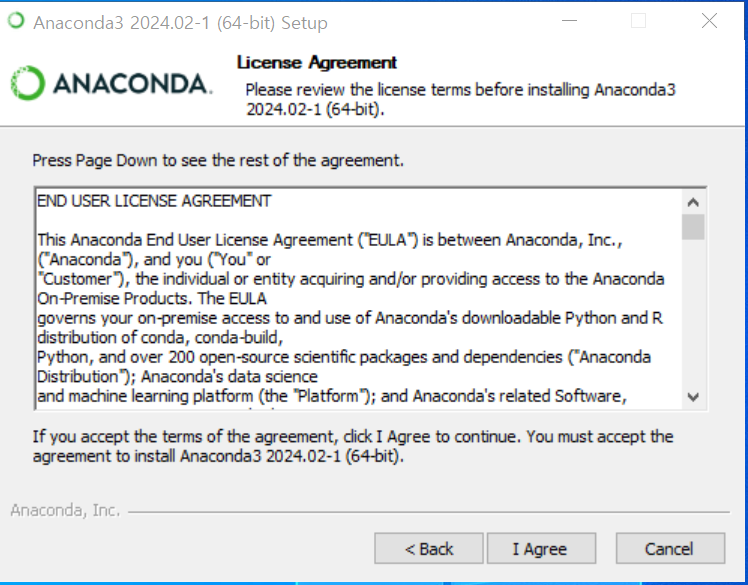 Anaconda3 2024.02-1 (64-bit) Setup
ANACONDA.
License Agreement
Please review the license terms before installing Anaconda3
2024.02-1 (64-bit).
Press Page Down to see the rest of the agreement.
END USER LICENSE AGREEMENT
This Anaconda End User License Agreement ("EULA") is between Anaconda, Inc.,
("Anaconda"), and you ("You" or
"Customer"), the individual or entity acquiring and/or providing access to the Anaconda
On-Premise Products. The EULA
governs your on-premise access to and use of Anaconda's downloadable Python and R
distribution of conda, conda-build,
Python, and over 200 open-source scientific packages and dependencies ("Anaconda
Distribution"); Anaconda's data science
and machine learning platform (the "Platform"); and Anaconda's related Software,
If you accept the terms of the agreement, click I Agree to continue. You must accept the
agreement to install Anaconda3 2024.02-1 (64-bit).
Anaconda, Inc.
< Back
I Agree
Cancel